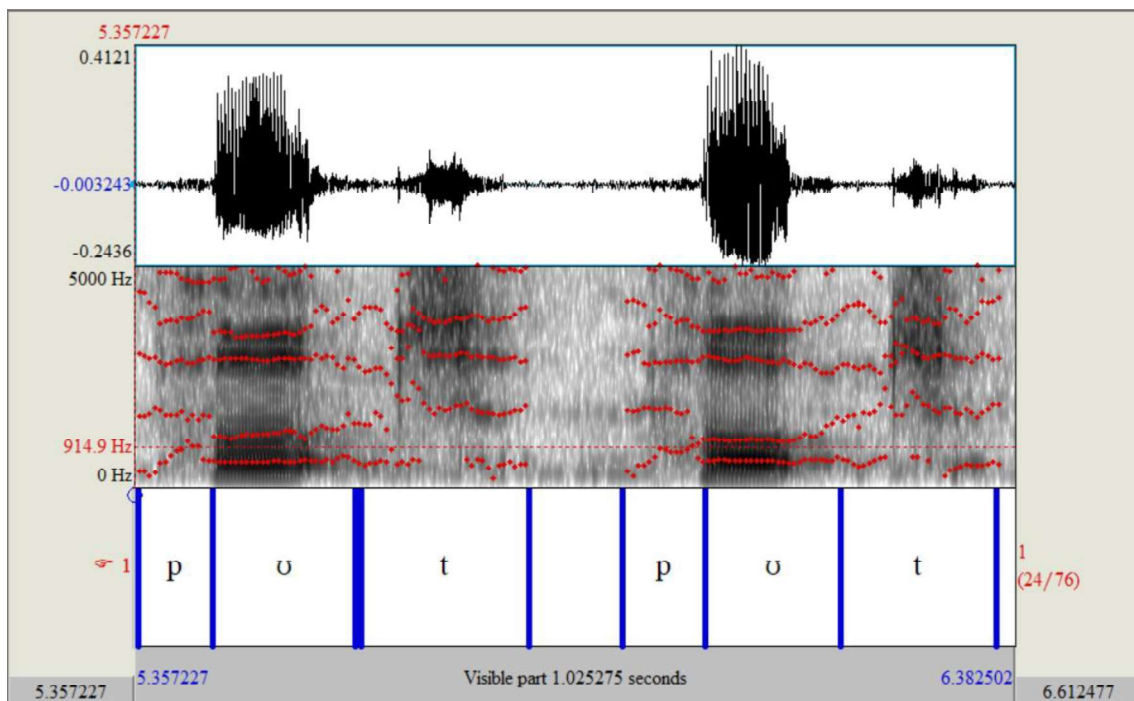 5.357227
0.4121
-0.003243
-0.2436
5000 Hz
914.9 Hz
0 Hz
☞ 1
p ʊ t p ʊ t
1
(24/76)
5.357227 Visible part 1.025275 seconds 6.382502
5.357227 6.612477